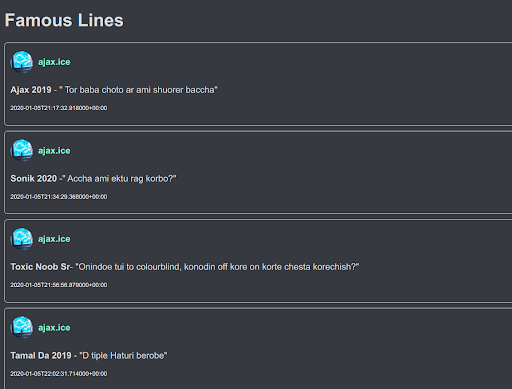 Famous Lines
ajax.ice
Ajax 2019 - " Tor baba choto ar ami shuorer baccha"
2020-01-05T21:17:32.918000+00:00
ajax.ice
Sonik 2020 -" Accha ami ektu rag korbo?"
2020-01-05T21:34:29.368000+00:00
ajax.ice
Toxic Noob Sr- "Onindoe tui to colourblind, konodin off kore on korte chesta korechish?"
2020-01-05T21:56:56.879000+00:00
ajax.ice
Tamal Da 2019 - "D tiple Haturi berobe"
2020-01-05T22:02:31.714000+00:00